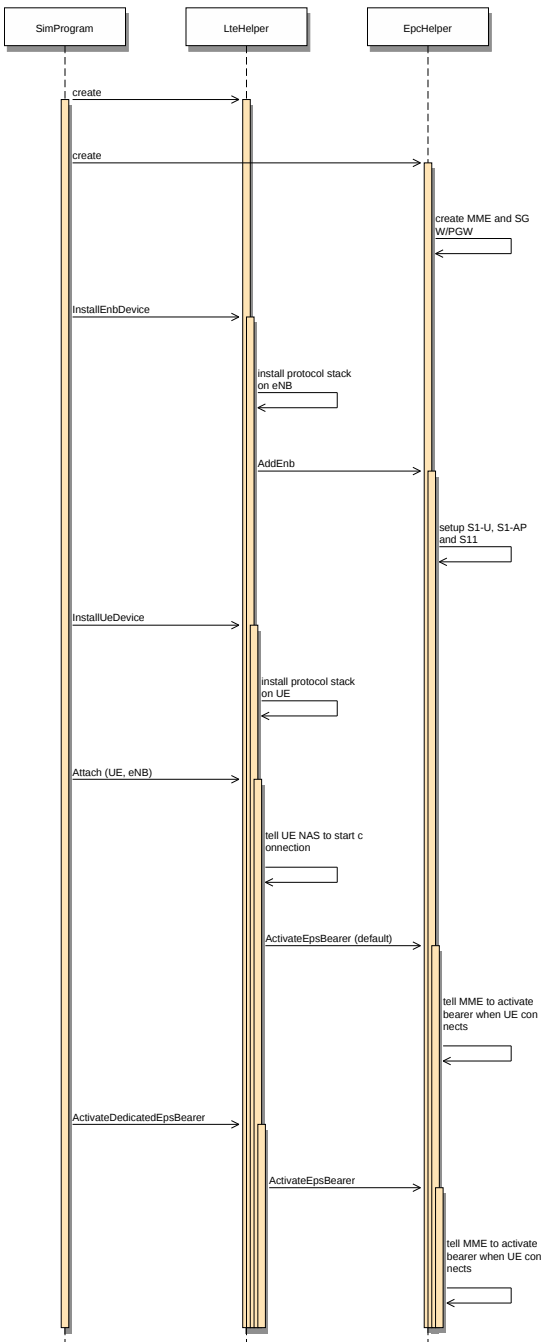 SimProgram
LteHelper
EpcHelper
create
create
create MME and SG
W/PGW
InstallEnbDevice
install protocol stack
on eNB
AddEnb
setup S1-U, S1-AP
and S11
InstallUeDevice
install protocol stack
on UE
Attach (UE, eNB)
tell UE NAS to start c
onnection
ActivateEpsBearer (default)
tell MME to activate
bearer when UE con
nects
ActivateDedicatedEpsBearer
ActivateEpsBearer
tell MME to activate
bearer when UE con
nects